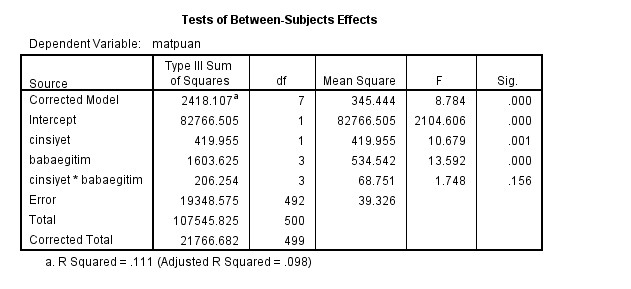 Tests of Between-Subjects Effects
Dependent Variable: matpuan
Source Type III Sum of Squares df Mean Square F Sig.
Corrected Model 2418.107a 7 345.444 8.784 .000
Intercept 82766.505 1 82766.505 2104.606 .000
cinsiyet 419.955 1 419.955 10.679 .001
babaegitim 1603.625 3 534.542 13.592 .000
cinsiyet * babaegitim 206.254 3 68.751 1.748 .156
Error 19348.575 492 39.326
Total 107545.825 500
Corrected Total 21766.682 499
a. R Squared = .111 (Adjusted R Squared = .098)